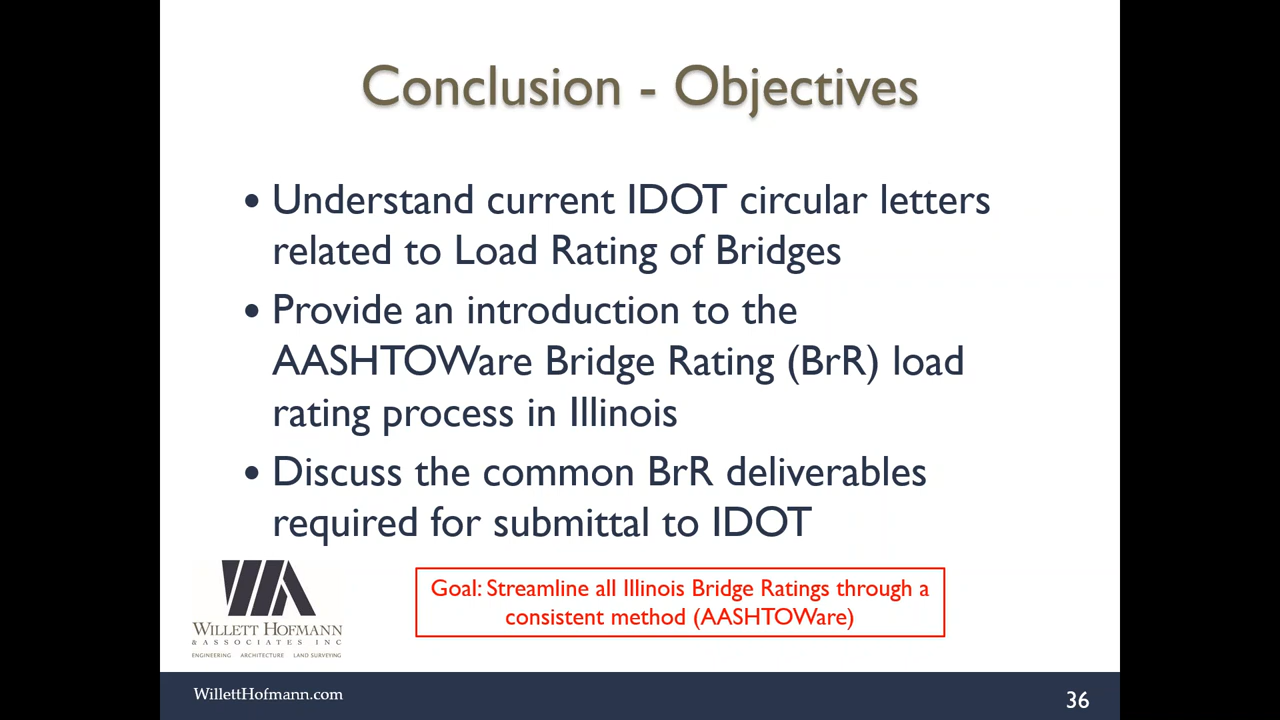 Conclusion - Objectives
• Understand current IDOT circular letters
related to Load Rating of Bridges
• Provide an introduction to the
AASHTOWare Bridge Rating (BrR) load
rating process in Illinois
• Discuss the common BrR deliverables
required for submittal to IDOT
Goal: Streamline all Illinois Bridge Ratings through a
consistent method (AASHTOWare)
WILLETT HOFMANN
& ASSOCIATES INC
ENGINEERING ARCHITECTURE LAND SURVEYING
WillettHofmann.com
36